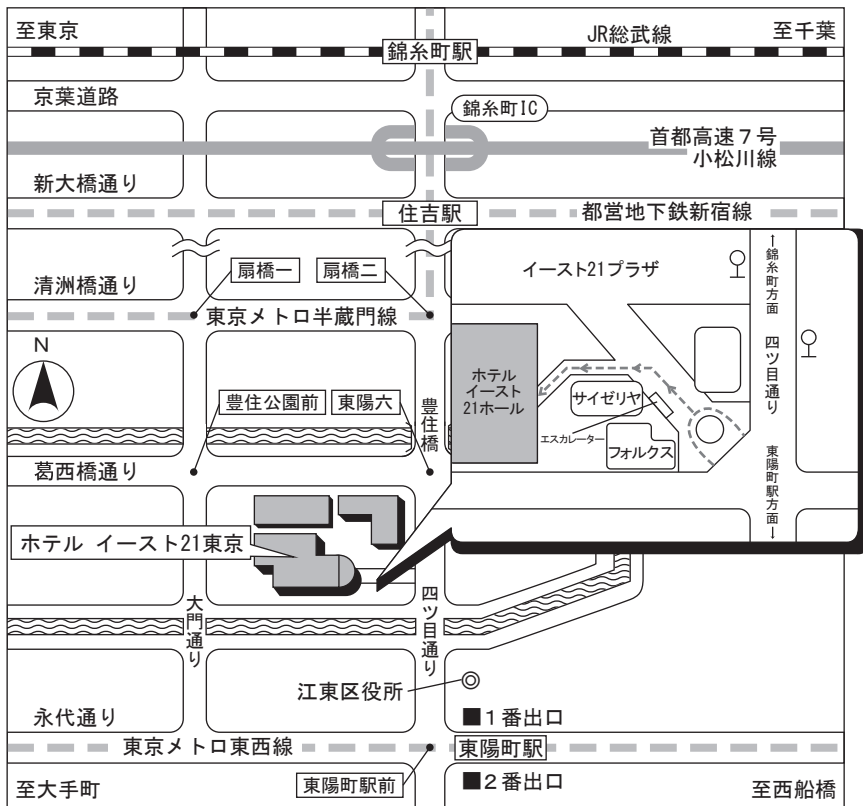 至東京
JR総武線
至千葉
錦糸町駅
京葉道路
錦糸町IC
首都高速7号
小松川線
新大橋通り
住吉駅
都営地下鉄新宿線
清洲橋通り
扇橋一
扇橋二
東京メトロ半蔵門線
N
豊住公園前
東陽六
豊住橋
葛西橋通り
ホテル イースト21東京
大門通り
四ツ目通り
江東区役所
永代通り
■1番出口
東京メトロ東西線
東陽町駅
至大手町
東陽町駅前
■2番出口
至西船橋
イースト21プラザ
←錦糸町方面
四ツ目通り
東陽町駅方面→
ホテル
イースト
21ホール
サイゼリヤ
エスカレーター
フォルクス